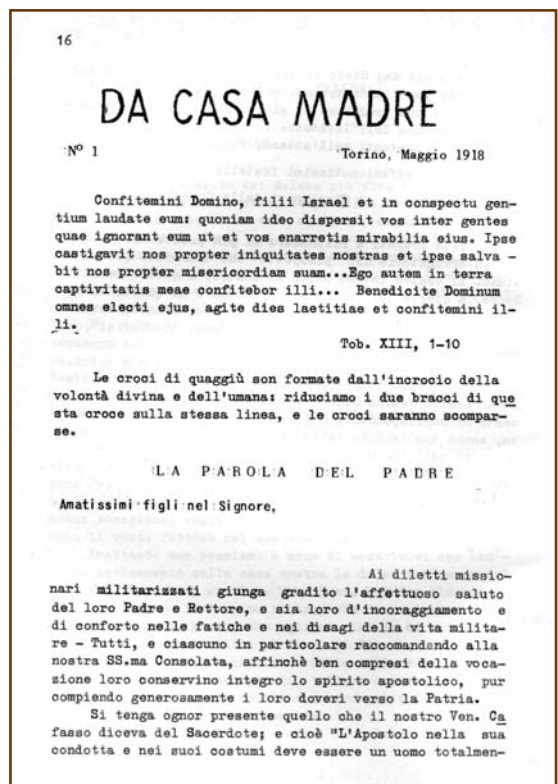 16
DA CASA MADRE
Nº 1 Torino, Maggio 1918
Confitemini Domino, filii Israel et in conspectu gen-
tium laudate eum: quoniam ideo dispersit vos inter gentes
quae ignorant eum ut et vos enarretis mirabilia eius. Ipse
castigavit nos propter iniquitates nostras et ipse salva -
bit nos propter misericordiam suam...Ego autem in terra
captivitatis meae confitebor illi... Benedicite Dominum
omnes electi ejus, agite dies laetitiae et confitemini il-
li.
Tob. XIII, 1-10
Le croci di quaggiù son formate dall'incrocio della
volontà divina e dell'umana: riduciamo i due bracci di que
sta croce sulla stessa linea, e le croci saranno scompar-
se.
LA PAROLA DEL PADRE
Amatissimi figli nel Signore,
Ai diletti missio-
nari militarizzati giunga gradito l'affettuoso saluto
del loro Padre e Rettore, e sia loro d'incoraggiamento e
di conforto nelle fatiche e nei disagi della vita milita-
re - Tutti, e ciascuno in particolare raccomandando alla
nostra SS.ma Consolata, affinchè ben compresi della voca-
zione loro conservino integro lo spirito apostolico, pur
compiendo generosamente i loro doveri verso la Patria.
Si tenga ognor presente quello che il nostro Ven. Ca
fasso diceva del Sacerdote; e cioè "L'Apostolo nella sua
condotta e nei suoi costumi deve essere un uomo totalmen-